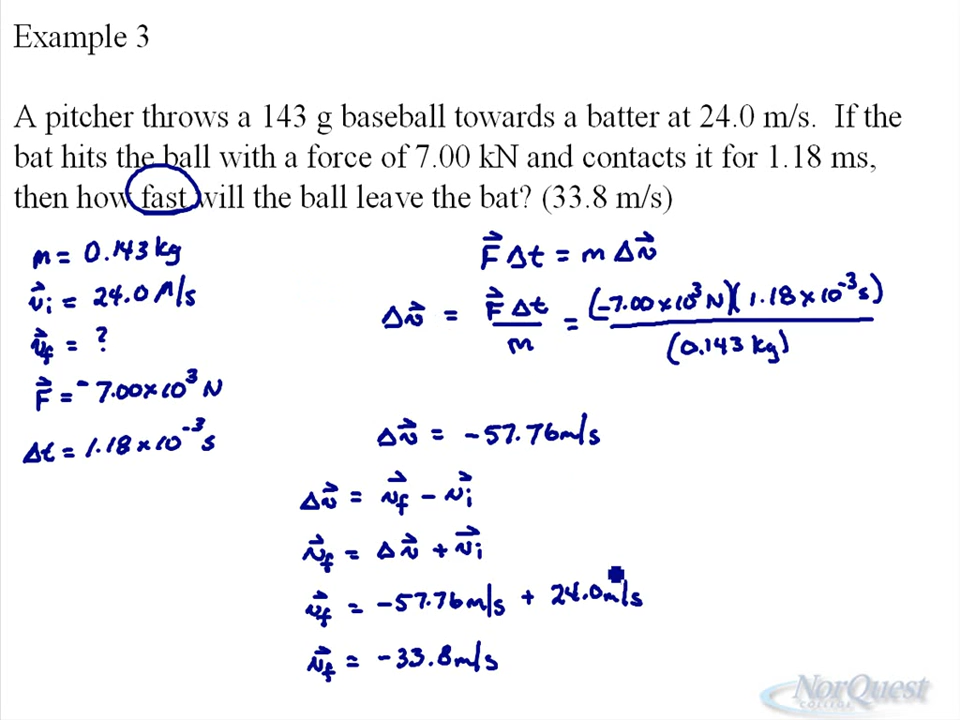 Example 3
A pitcher throws a 143 g baseball towards a batter at 24.0 m/s. If the
bat hits the ball with a force of 7.00 kN and contacts it for 1.18 ms,
then how fast will the ball leave the bat? (33.8 m/s)
m = 0.143 kg
v⃗i = 24.0 m/s
v⃗f = ?
F⃗ = -7.00×10³ N
Δt = 1.18×10⁻³ s
F⃗ Δt = m Δv⃗
Δv⃗ = F⃗ Δt / m = (-7.00×10³ N)(1.18×10⁻³ s) / (0.143 kg)
Δv⃗ = -57.76 m/s
Δv⃗ = v⃗f - v⃗i
v⃗f = Δv⃗ + v⃗i
v⃗f = -57.76 m/s + 24.0 m/s
v⃗f = -33.8 m/s
NorQuest
COLLEGE